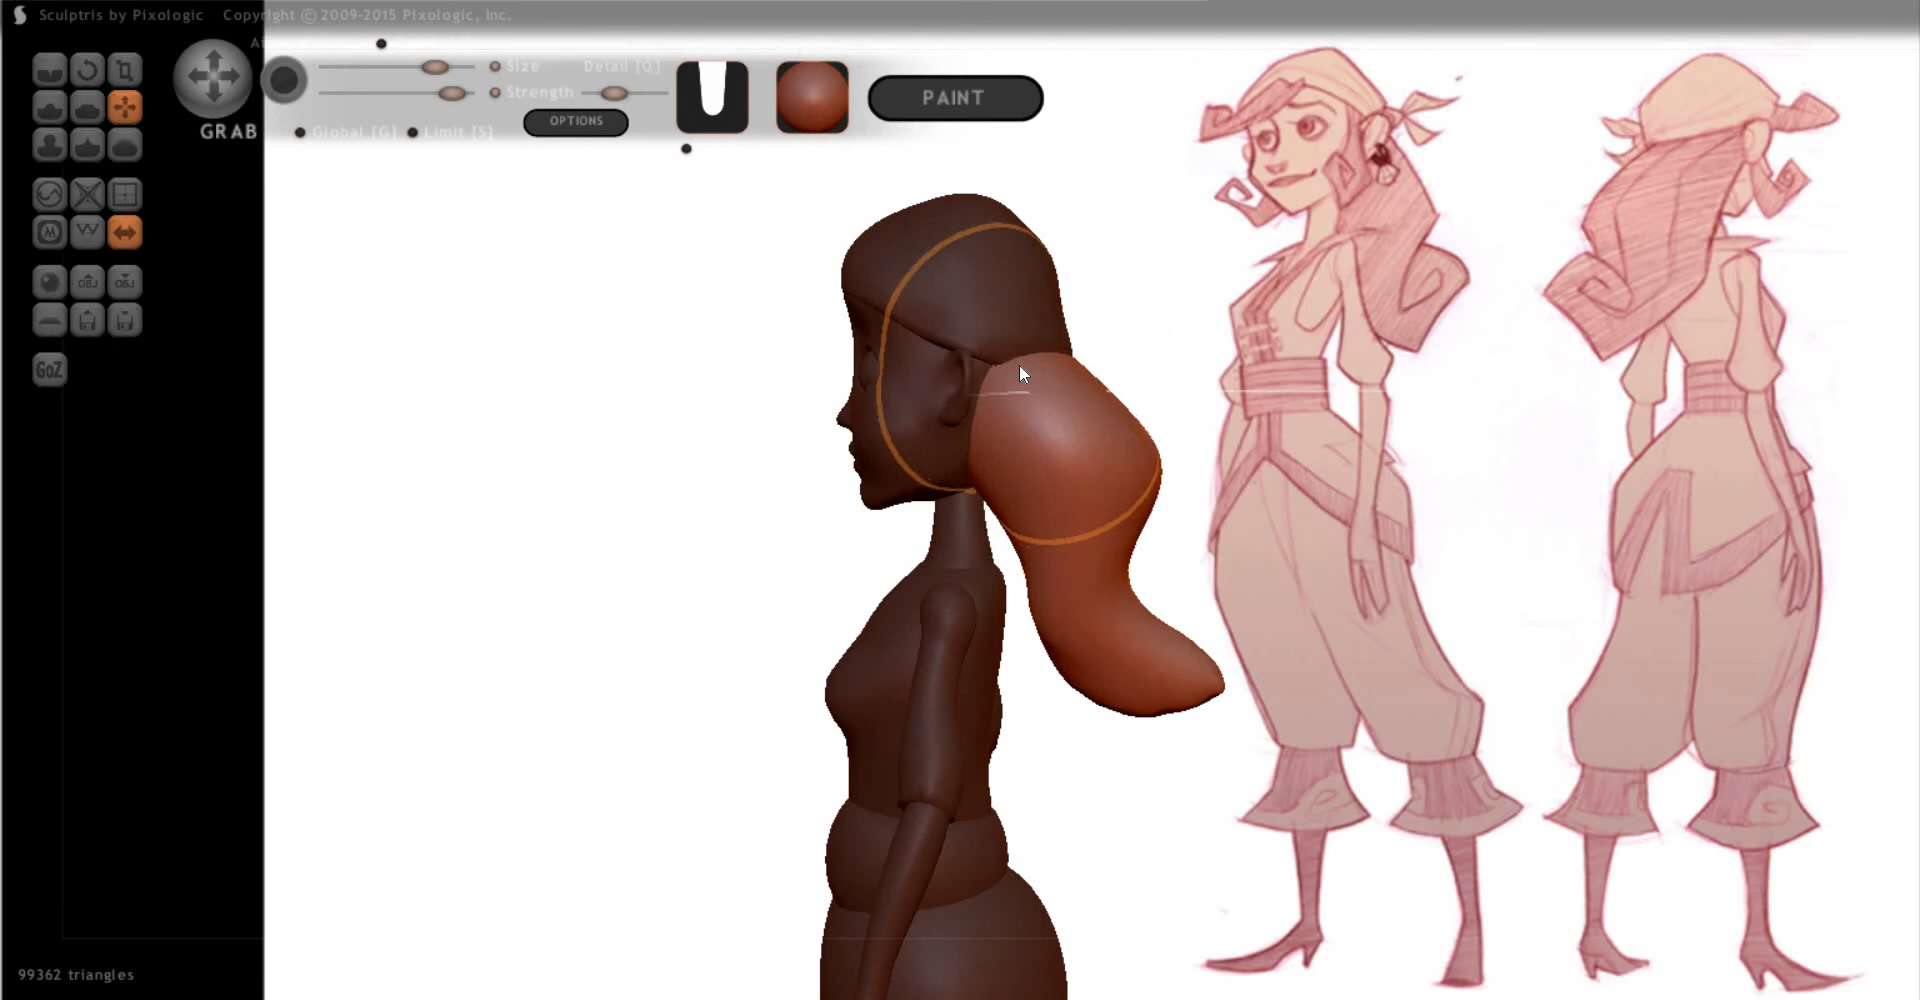 Sculptris by Pixologic Copyright © 2009-2015 Pixologic, Inc.
Size
Detail [Q]
Strength
PAINT
OPTIONS
GRAB
Global [G]
Limit [S]
OBJ
OBJ
GoZ
99362 triangles